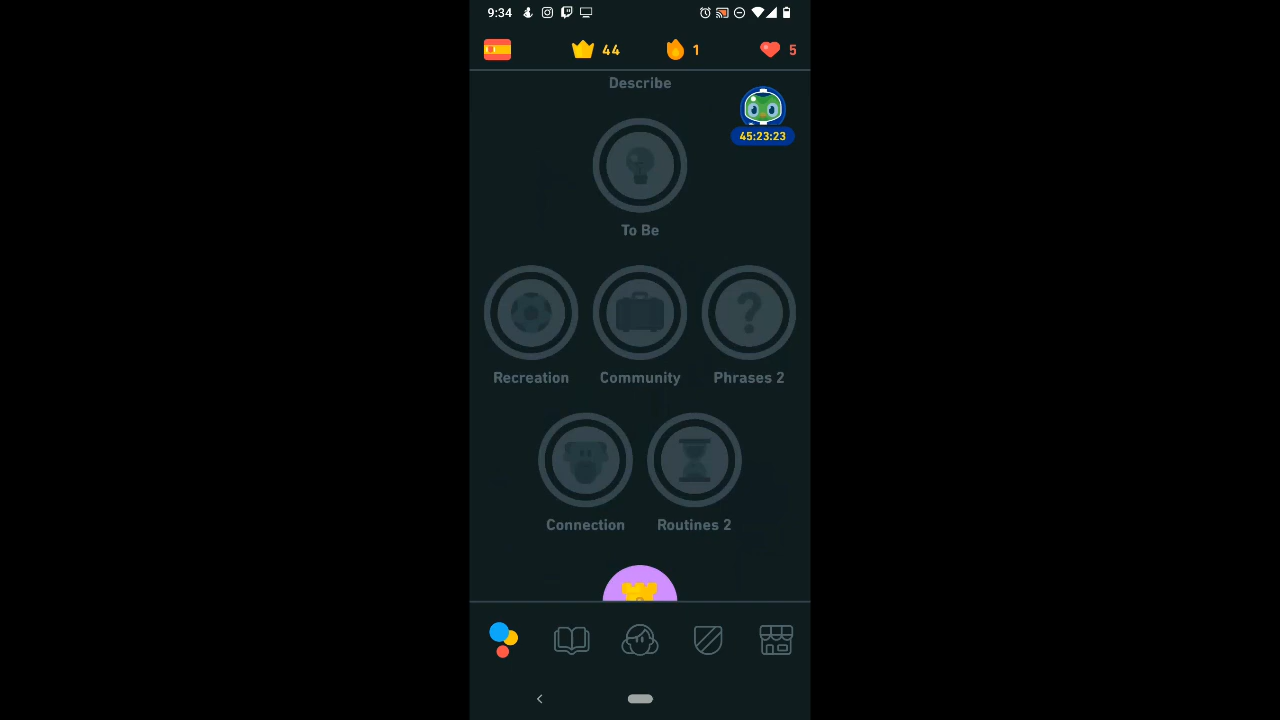 9:34
44
1
5
Describe
45:23:23
To Be
Recreation
Community
Phrases 2
Connection
Routines 2